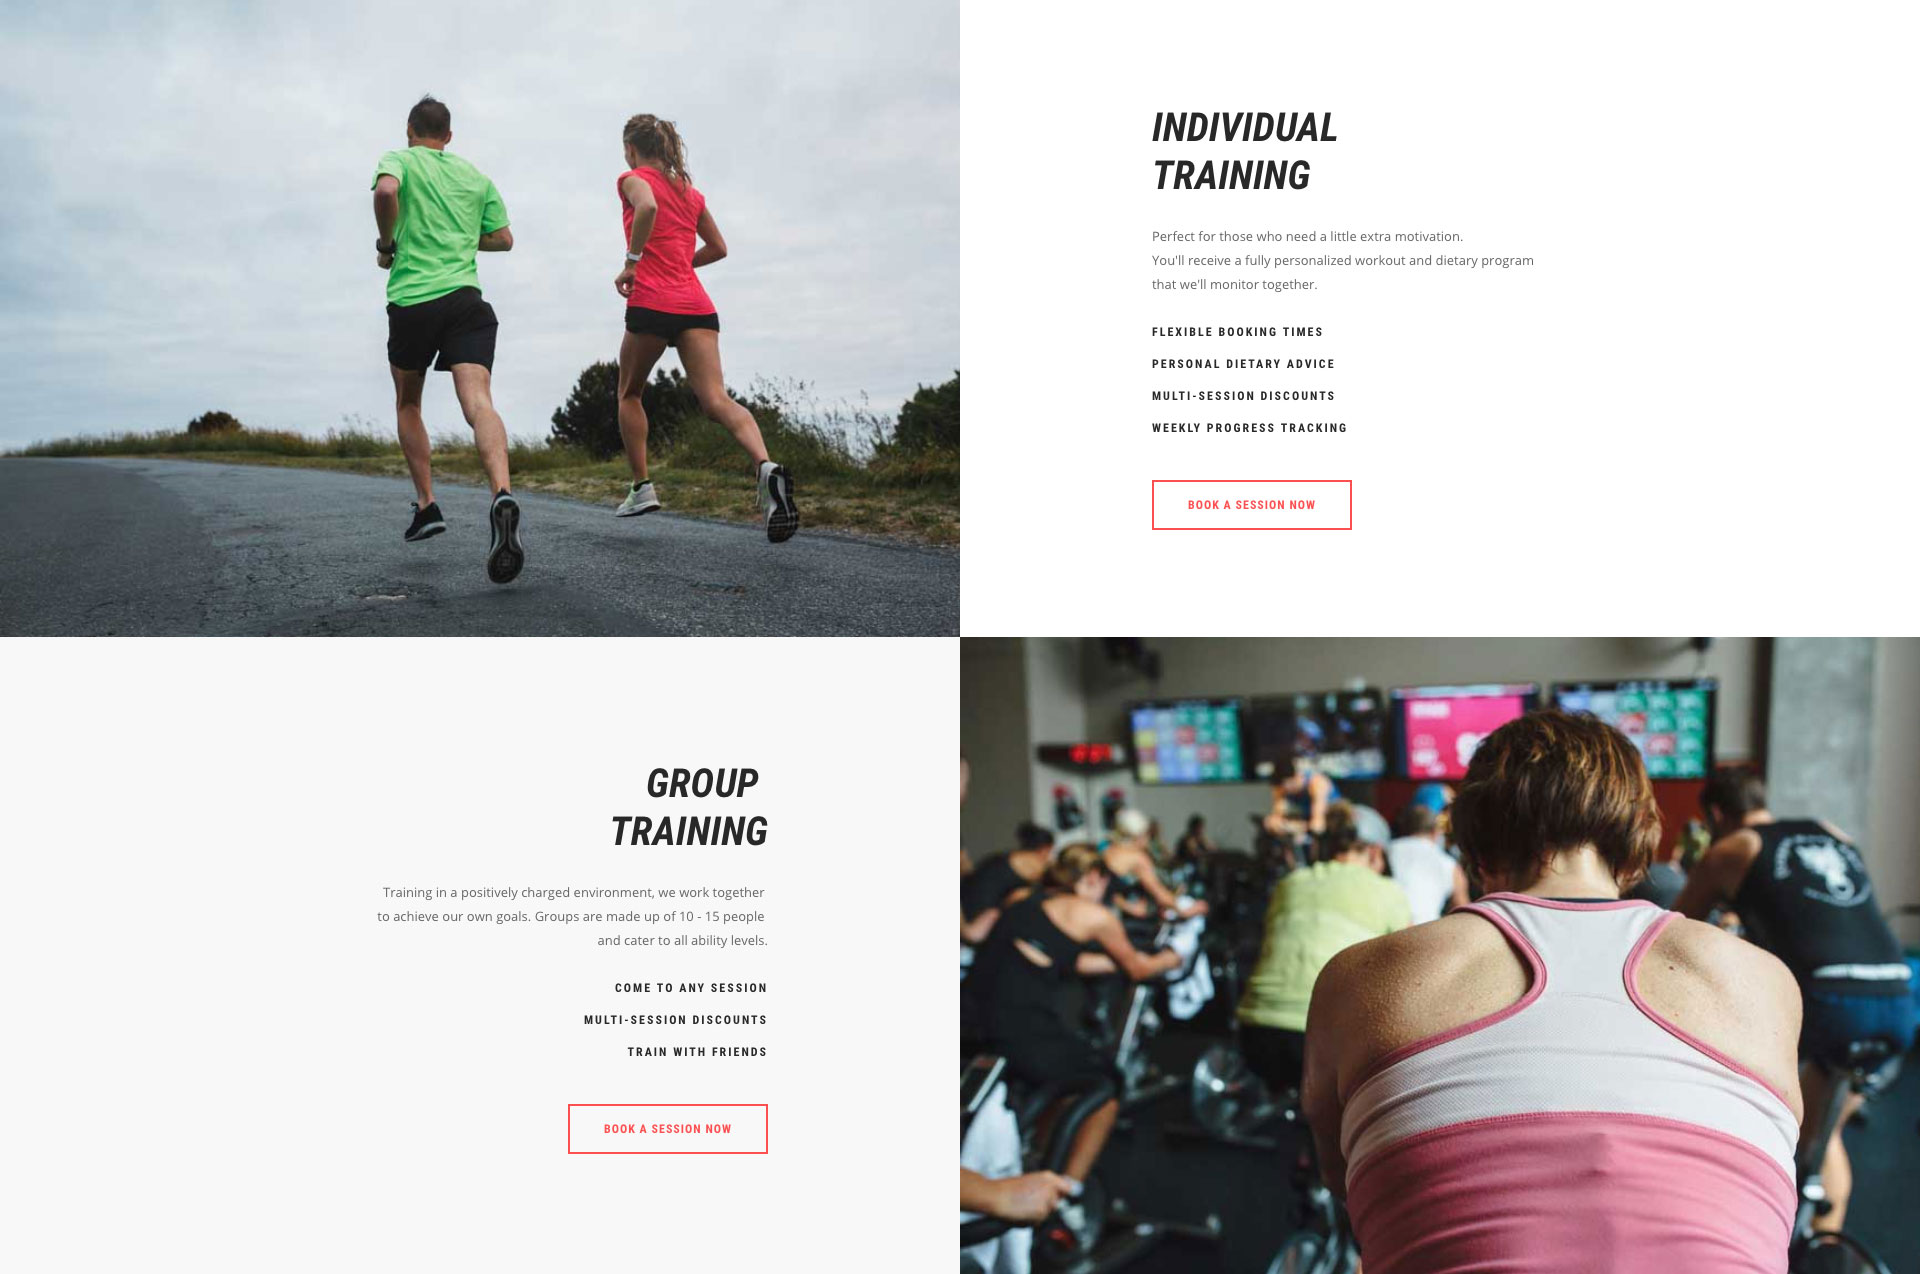 INDIVIDUAL
TRAINING
Perfect for those who need a little extra motivation.
You'll receive a fully personalized workout and dietary program
that we'll monitor together.
FLEXIBLE BOOKING TIMES
PERSONAL DIETARY ADVICE
MULTI-SESSION DISCOUNTS
WEEKLY PROGRESS TRACKING
BOOK A SESSION NOW
GROUP
TRAINING
Training in a positively charged environment, we work together
to achieve our own goals. Groups are made up of 10 - 15 people
and cater to all ability levels.
COME TO ANY SESSION
MULTI-SESSION DISCOUNTS
TRAIN WITH FRIENDS
BOOK A SESSION NOW